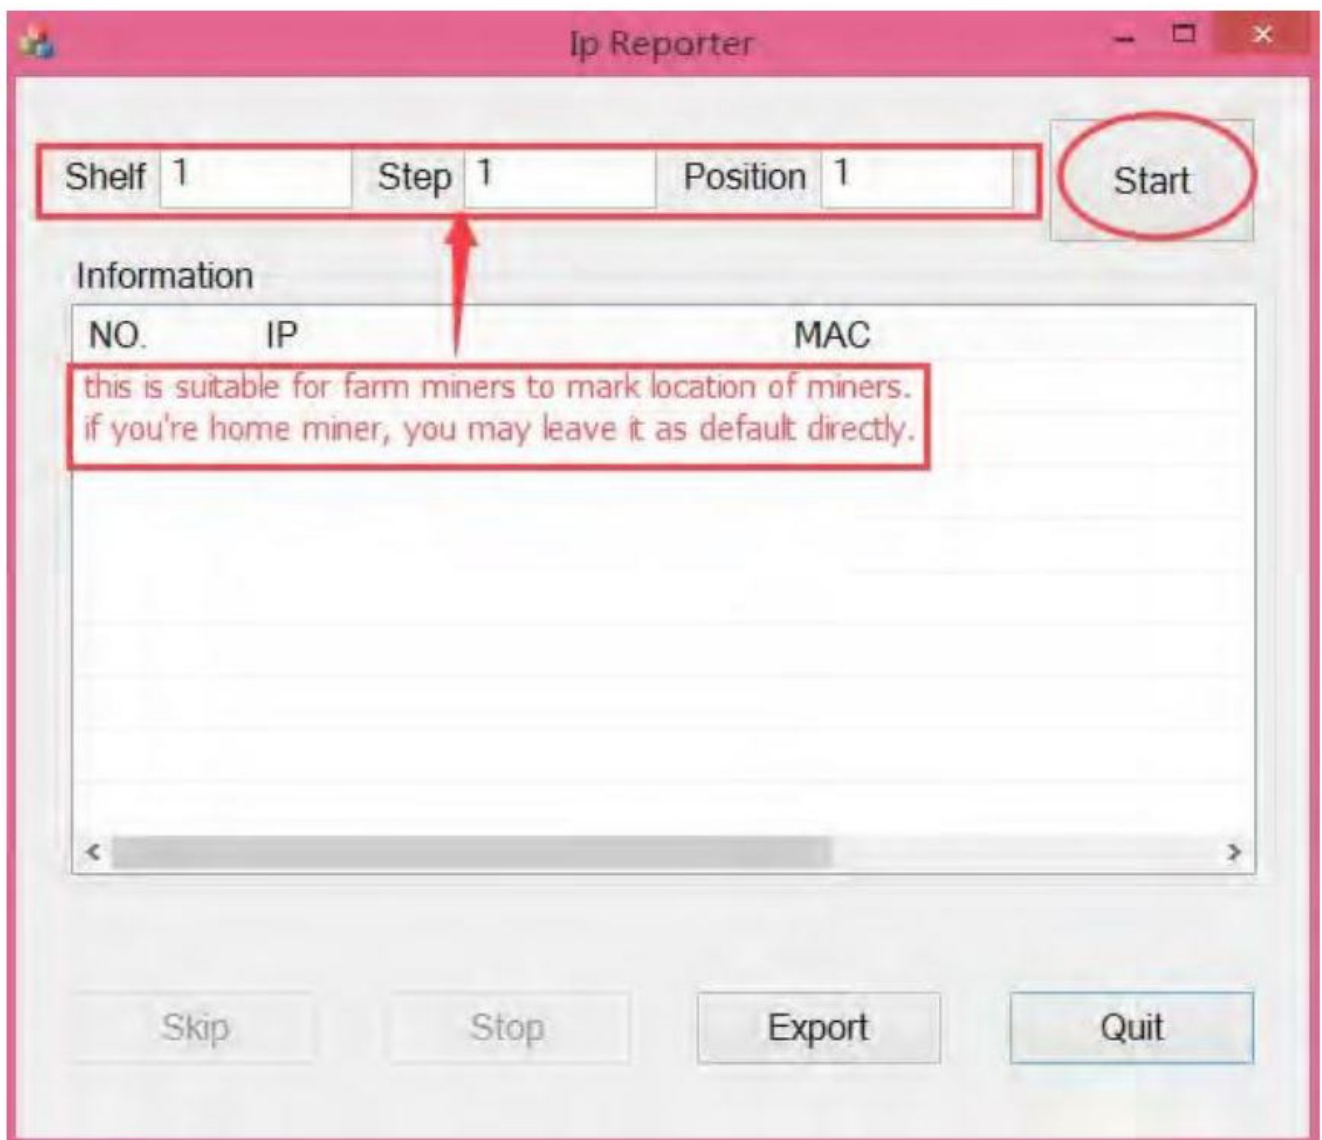 Ip Reporter
Shelf 1 Step 1 Position 1 Start
Information
NO. IP MAC
this is suitable for farm miners to mark location of miners.
if you're home miner, you may leave it as default directly.
Skip Stop Export Quit